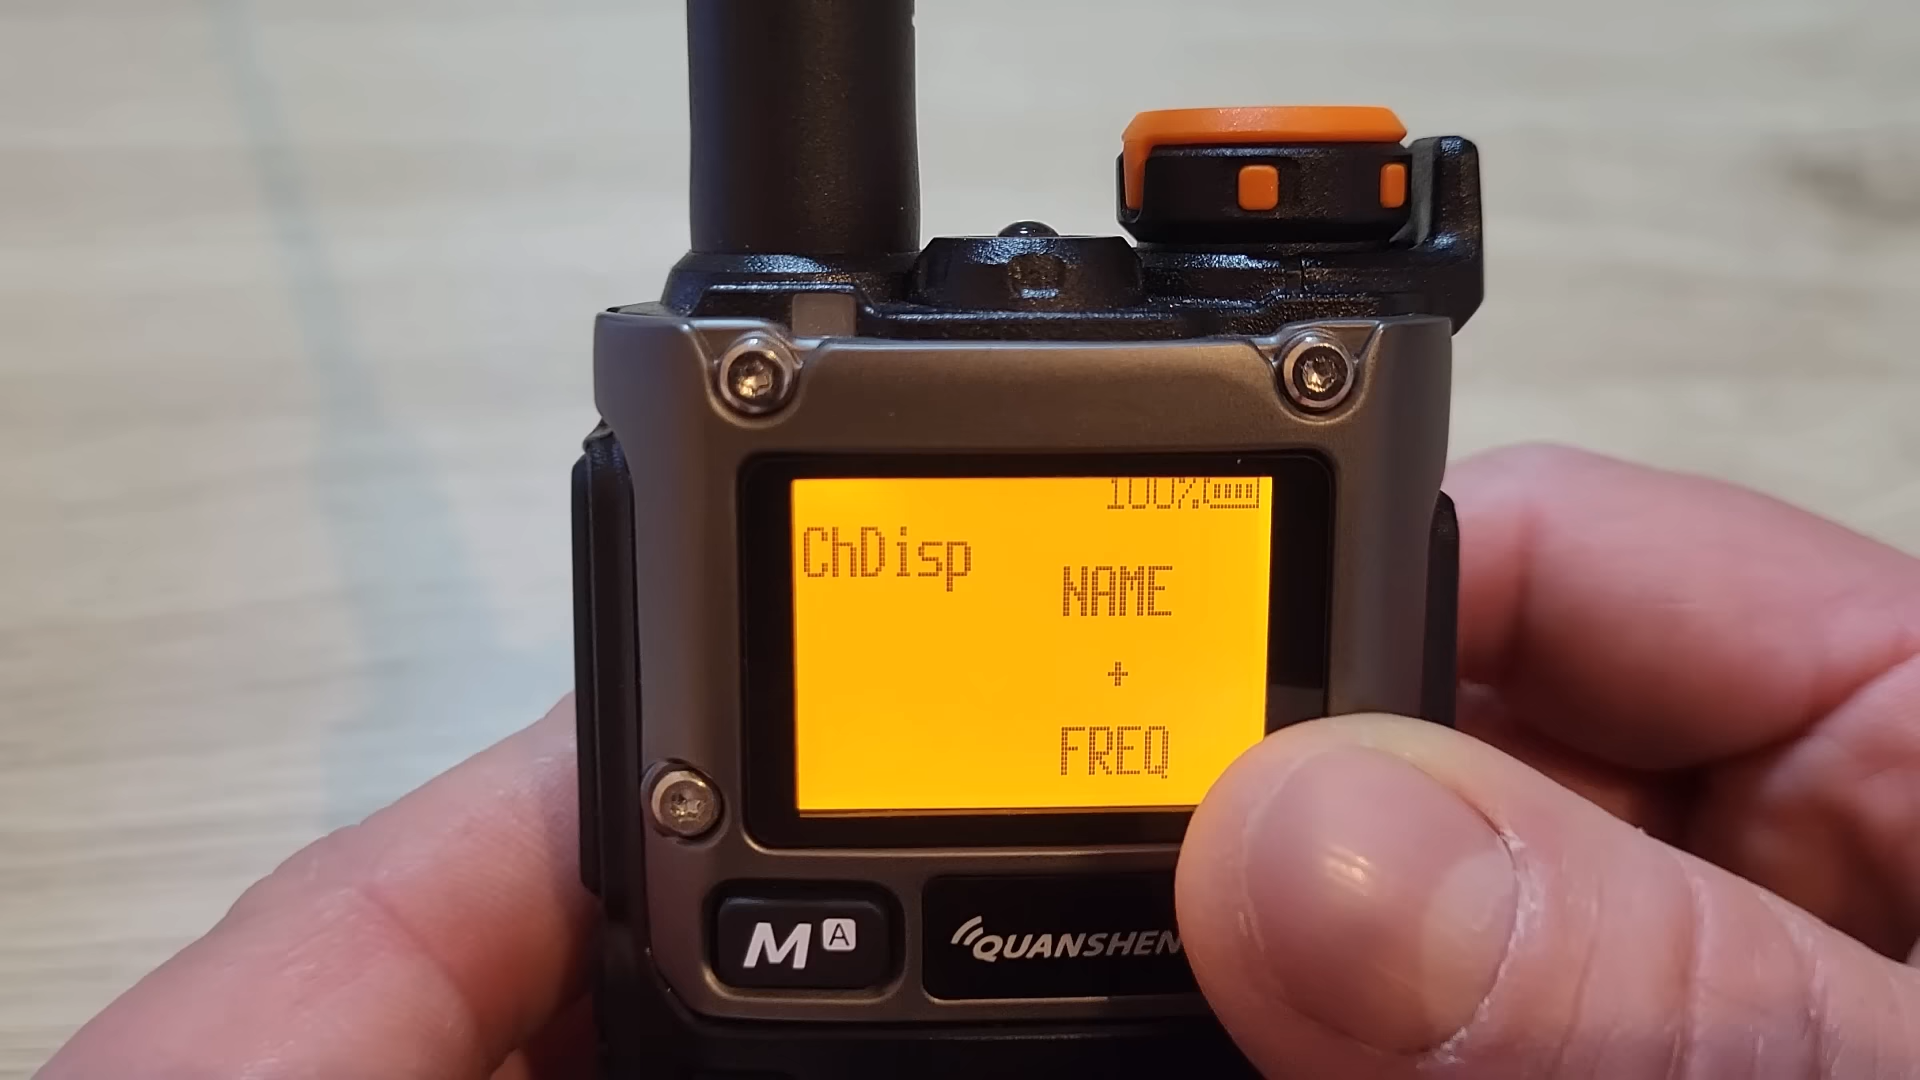 100%
ChDisp
NAME
+
FREQ
M A
QUANSHEN